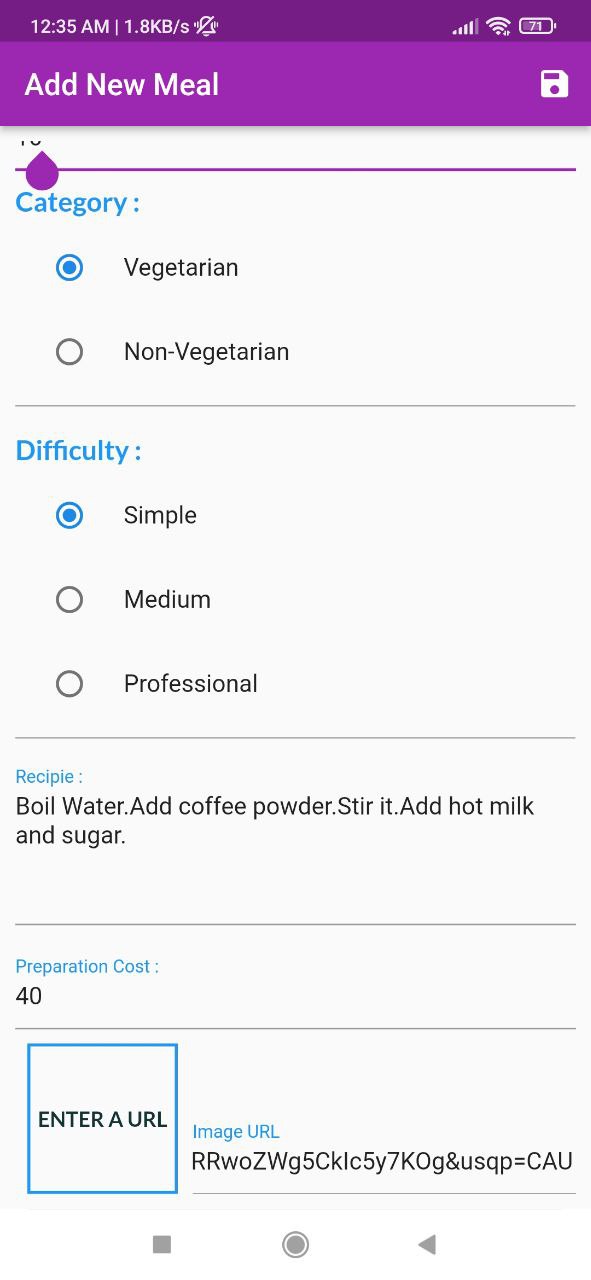 12:35 AM | 1.8KB/s
71
Add New Meal
Category :
Vegetarian
Non-Vegetarian
Difficulty :
Simple
Medium
Professional
Recipie :
Boil Water.Add coffee powder.Stir it.Add hot milk
and sugar.
Preparation Cost :
40
ENTER A URL
Image URL
RRwoZWg5CkIc5y7KOg&usqp=CAU